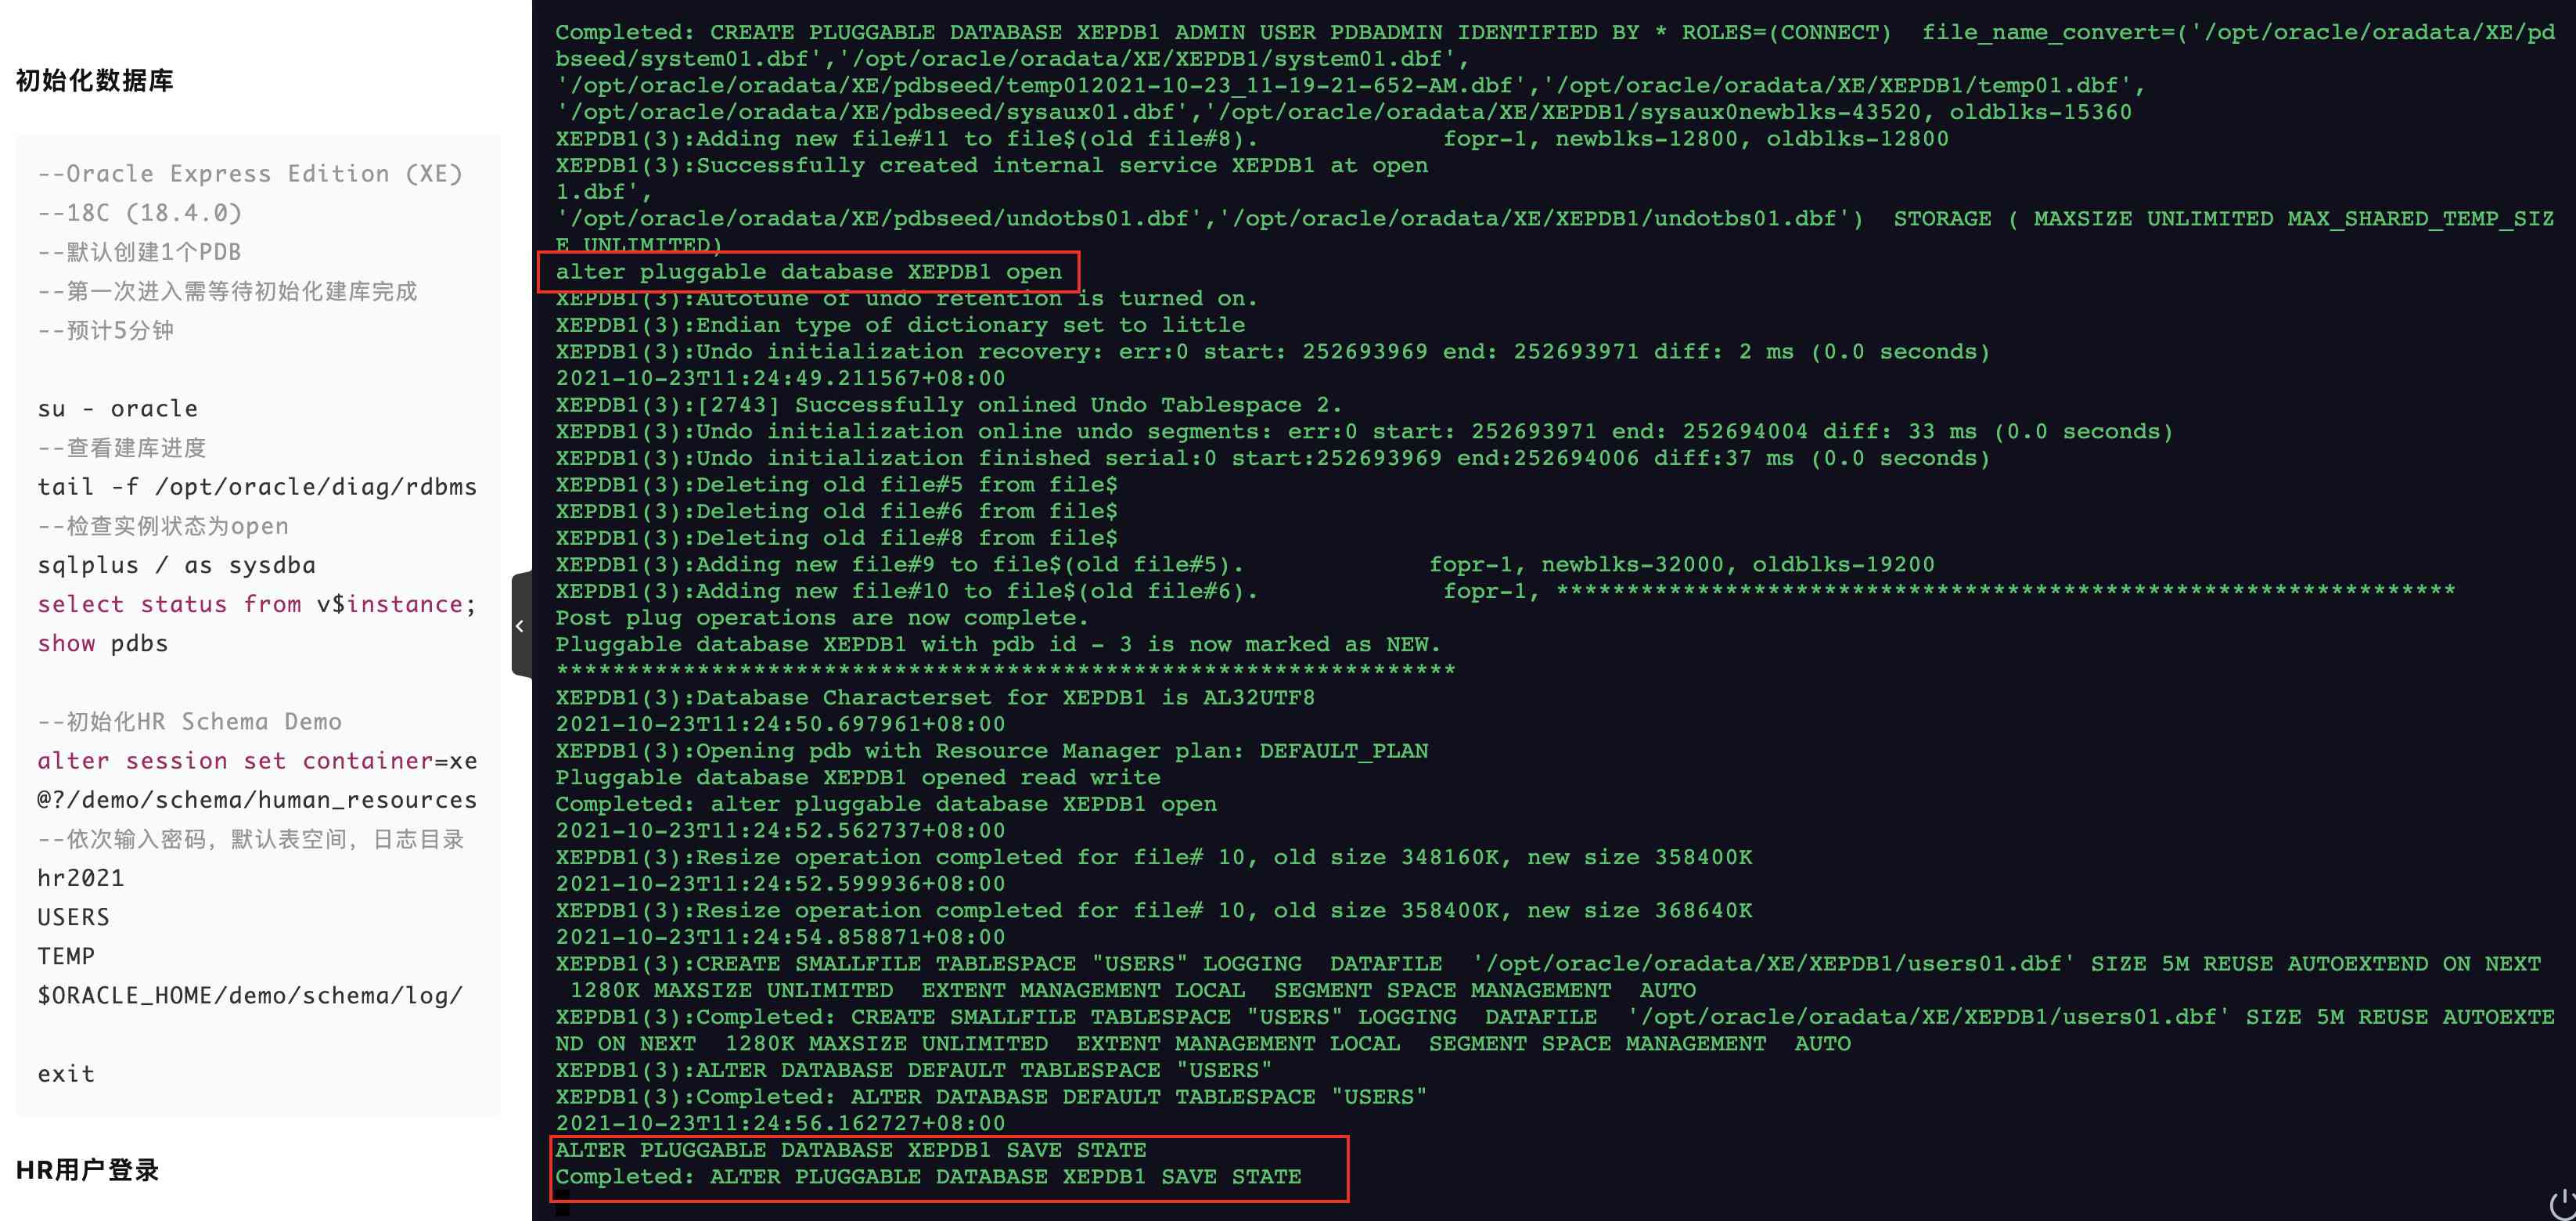 初始化数据库
--Oracle Express Edition (XE)
--18C (18.4.0)
--默认创建1个PDB
--第一次进入需等待初始化建库完成
--预计5分钟
su - oracle
--查看建库进度
tail -f /opt/oracle/diag/rdbms
--检查实例状态为open
sqlplus / as sysdba
select status from v$instance;
show pdbs
--初始化HR Schema Demo
alter session set container=xe
@?/demo/schema/human_resources
--依次输入密码，默认表空间，日志目录
hr2021
USERS
TEMP
$ORACLE_HOME/demo/schema/log/
exit
HR用户登录
Completed: CREATE PLUGGABLE DATABASE XEPDB1 ADMIN USER PDBADMIN IDENTIFIED BY * ROLES=(CONNECT)  file_name_convert=('/opt/oracle/oradata/XE/pd
bseed/system01.dbf','/opt/oracle/oradata/XE/XEPDB1/system01.dbf',
'/opt/oracle/oradata/XE/pdbseed/temp012021-10-23_11-19-21-652-AM.dbf','/opt/oracle/oradata/XE/XEPDB1/temp01.dbf',
'/opt/oracle/oradata/XE/pdbseed/sysaux01.dbf','/opt/oracle/oradata/XE/XEPDB1/sysaux0newblks-43520, oldblks-15360
XEPDB1(3):Adding new file#11 to file$(old file#8).             fopr-1, newblks-12800, oldblks-12800
XEPDB1(3):Successfully created internal service XEPDB1 at open
1.dbf',
'/opt/oracle/oradata/XE/pdbseed/undotbs01.dbf','/opt/oracle/oradata/XE/XEPDB1/undotbs01.dbf')  STORAGE ( MAXSIZE UNLIMITED MAX_SHARED_TEMP_SIZ
E UNLIMITED)
alter pluggable database XEPDB1 open
XEPDB1(3):Autotune of undo retention is turned on.
XEPDB1(3):Endian type of dictionary set to little
XEPDB1(3):Undo initialization recovery: err:0 start: 252693969 end: 252693971 diff: 2 ms (0.0 seconds)
2021-10-23T11:24:49.211567+08:00
XEPDB1(3):[2743] Successfully onlined Undo Tablespace 2.
XEPDB1(3):Undo initialization online undo segments: err:0 start: 252693971 end: 252694004 diff: 33 ms (0.0 seconds)
XEPDB1(3):Undo initialization finished serial:0 start:252693969 end:252694006 diff:37 ms (0.0 seconds)
XEPDB1(3):Deleting old file#5 from file$
XEPDB1(3):Deleting old file#6 from file$
XEPDB1(3):Deleting old file#8 from file$
XEPDB1(3):Adding new file#9 to file$(old file#5).             fopr-1, newblks-32000, oldblks-19200
XEPDB1(3):Adding new file#10 to file$(old file#6).             fopr-1, ****************************************************************
Post plug operations are now complete.
Pluggable database XEPDB1 with pdb id - 3 is now marked as NEW.
****************************************************************
XEPDB1(3):Database Characterset for XEPDB1 is AL32UTF8
2021-10-23T11:24:50.697961+08:00
XEPDB1(3):Opening pdb with Resource Manager plan: DEFAULT_PLAN
Pluggable database XEPDB1 opened read write
Completed: alter pluggable database XEPDB1 open
2021-10-23T11:24:52.562737+08:00
XEPDB1(3):Resize operation completed for file# 10, old size 348160K, new size 358400K
2021-10-23T11:24:52.599936+08:00
XEPDB1(3):Resize operation completed for file# 10, old size 358400K, new size 368640K
2021-10-23T11:24:54.858871+08:00
XEPDB1(3):CREATE SMALLFILE TABLESPACE "USERS" LOGGING  DATAFILE  '/opt/oracle/oradata/XE/XEPDB1/users01.dbf' SIZE 5M REUSE AUTOEXTEND ON NEXT
 1280K MAXSIZE UNLIMITED  EXTENT MANAGEMENT LOCAL  SEGMENT SPACE MANAGEMENT  AUTO
XEPDB1(3):Completed: CREATE SMALLFILE TABLESPACE "USERS" LOGGING  DATAFILE  '/opt/oracle/oradata/XE/XEPDB1/users01.dbf' SIZE 5M REUSE AUTOEXTE
ND ON NEXT  1280K MAXSIZE UNLIMITED  EXTENT MANAGEMENT LOCAL  SEGMENT SPACE MANAGEMENT  AUTO
XEPDB1(3):ALTER DATABASE DEFAULT TABLESPACE "USERS"
XEPDB1(3):Completed: ALTER DATABASE DEFAULT TABLESPACE "USERS"
2021-10-23T11:24:56.162727+08:00
ALTER PLUGGABLE DATABASE XEPDB1 SAVE STATE
Completed: ALTER PLUGGABLE DATABASE XEPDB1 SAVE STATE